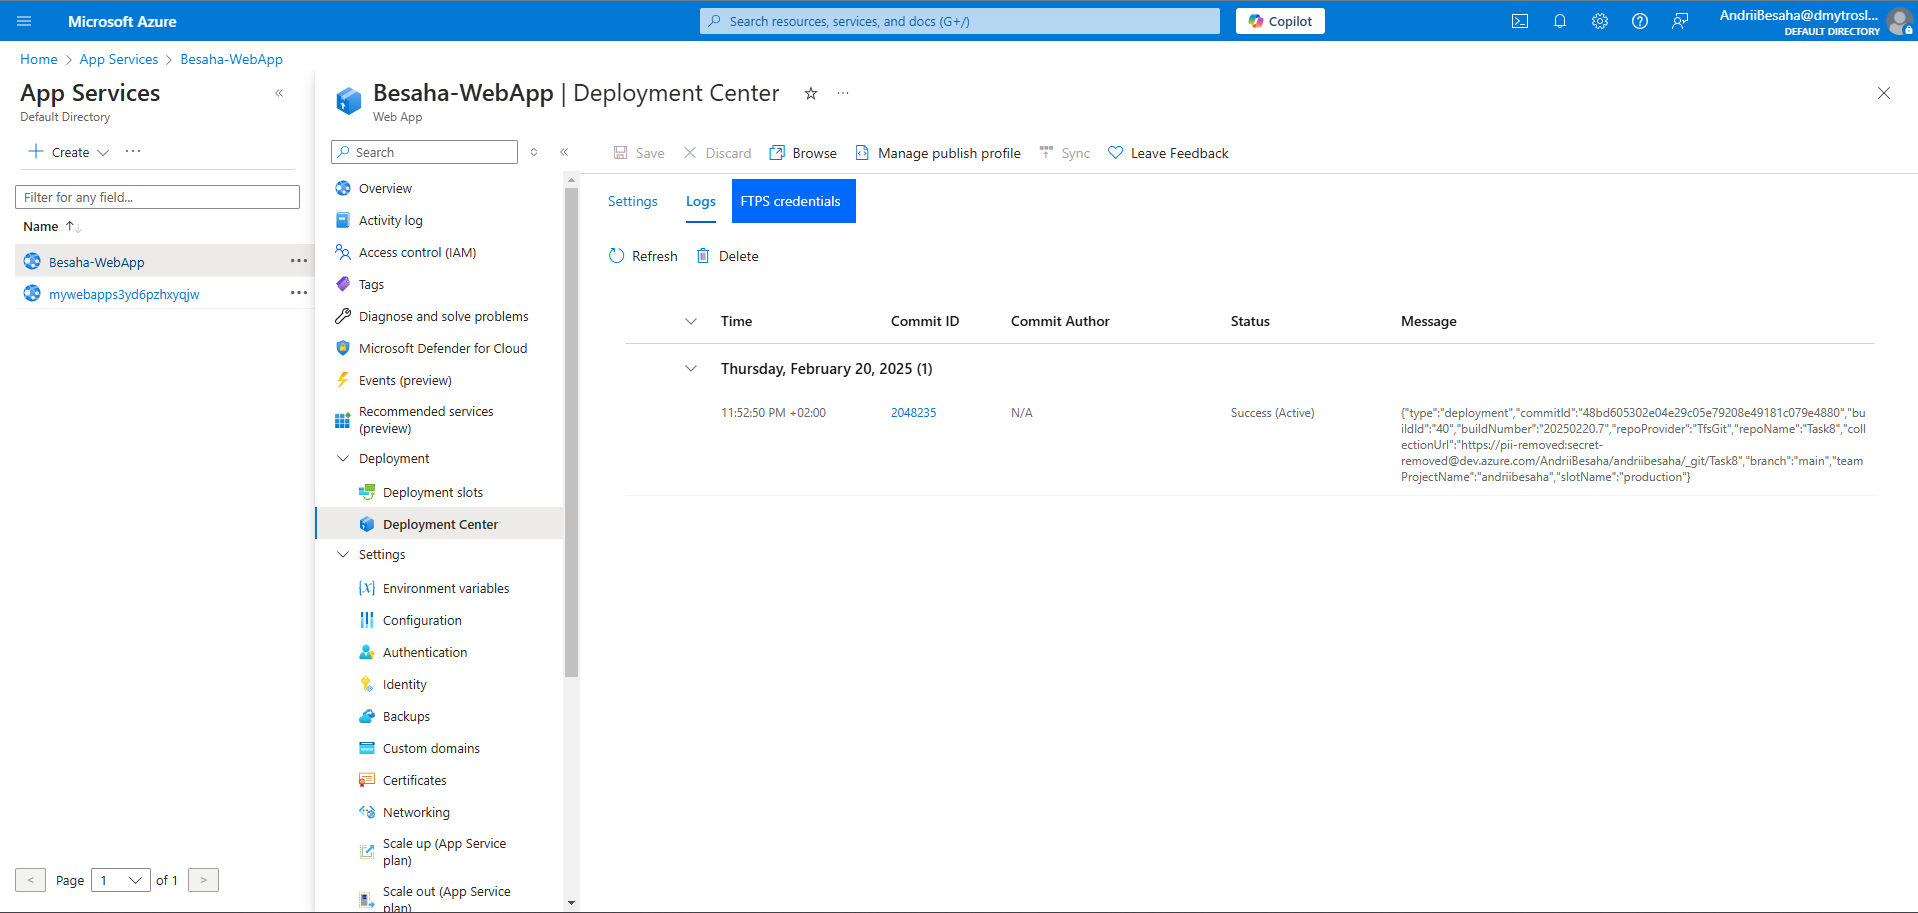 Microsoft Azure
Search resources, services, and docs (G+/)
Copilot
AndriiBesaha@dmytrosl...
DEFAULT DIRECTORY
Home > App Services > Besaha-WebApp
App Services
Default Directory
Create
Filter for any field...
Name
Besaha-WebApp
mywebapps3yd6pzhxyqjw
< Page 1 of 1 >
Besaha-WebApp | Deployment Center
Web App
Search
Overview
Activity log
Access control (IAM)
Tags
Diagnose and solve problems
Microsoft Defender for Cloud
Events (preview)
Recommended services
(preview)
Deployment
Deployment slots
Deployment Center
Settings
Environment variables
Configuration
Authentication
Identity
Backups
Custom domains
Certificates
Networking
Scale up (App Service
plan)
Scale out (App Service
plan)
Save Discard Browse Manage publish profile Sync Leave Feedback
Settings Logs FTPS credentials
Refresh Delete
Time Commit ID Commit Author Status Message
Thursday, February 20, 2025 (1)
11:52:50 PM +02:00 2048235 N/A Success (Active)
{"type":"deployment","commitId":"48bd605302e04e29c05e79208e49181c079e4880","bu
ildId":"40","buildNumber":"20250220.7","repoProvider":"TfsGit","repoName":"Task8","coll
ectionUrl":"https://pii-removed:secret-
removed@dev.azure.com/AndriiBesaha/andriibesaha/_git/Task8","branch":"main","team
ProjectName":"andriibesaha","slotName":"production"}